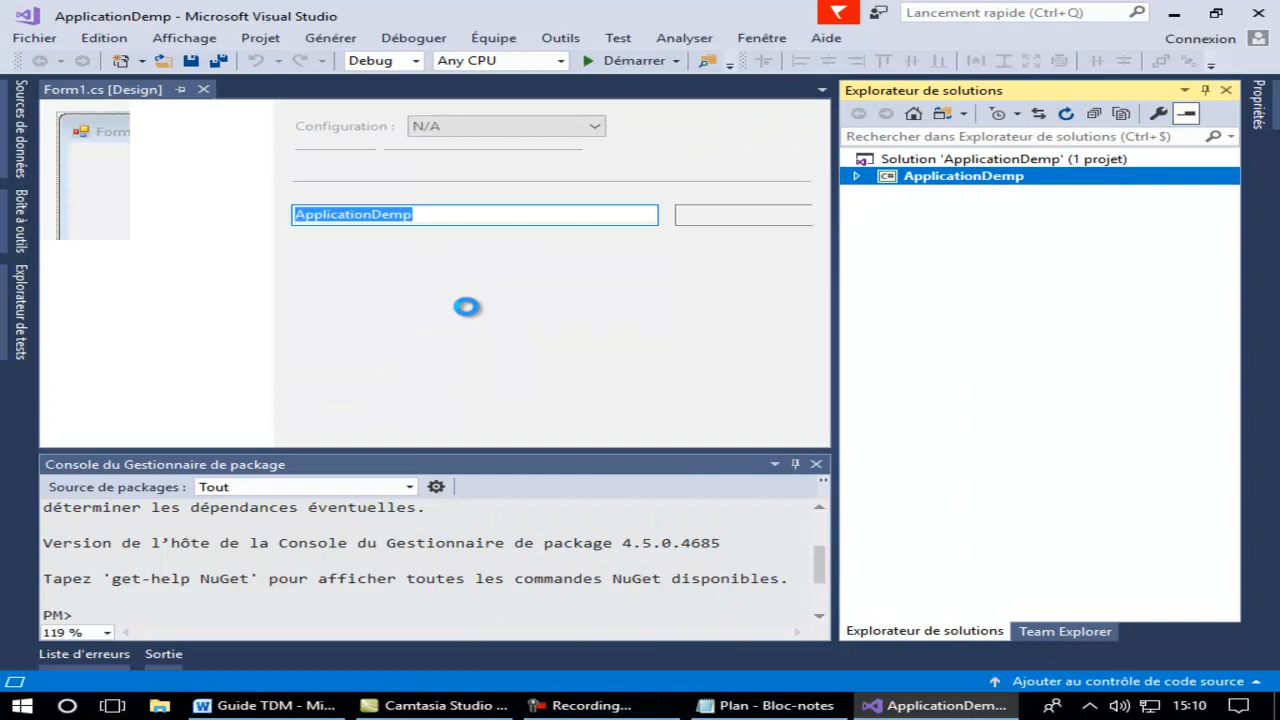 ApplicationDemp - Microsoft Visual Studio
Lancement rapide (Ctrl+Q)
Fichier Edition Affichage Projet Générer Déboguer Équipe Outils Test Analyser Fenêtre Aide Connexion
Debug Any CPU Démarrer
Form1.cs [Design]
Explorateur de solutions
Sources de données
Boîte à outils
Explorateur de tests
Propriétés
Form
Configuration : N/A
Rechercher dans Explorateur de solutions (Ctrl+$)
Solution 'ApplicationDemp' (1 projet)
C# ApplicationDemp
ApplicationDemp
Console du Gestionnaire de package
Source de packages : Tout
déterminer les dépendances éventuelles.
Version de l’hôte de la Console du Gestionnaire de package 4.5.0.4685
Tapez 'get-help NuGet' pour afficher toutes les commandes NuGet disponibles.
PM>
119 %
Explorateur de solutions Team Explorer
Liste d'erreurs Sortie
Ajouter au contrôle de code source
Guide TDM - Mi... Camtasia Studio ... Recording... Plan - Bloc-notes ApplicationDem... 15:10